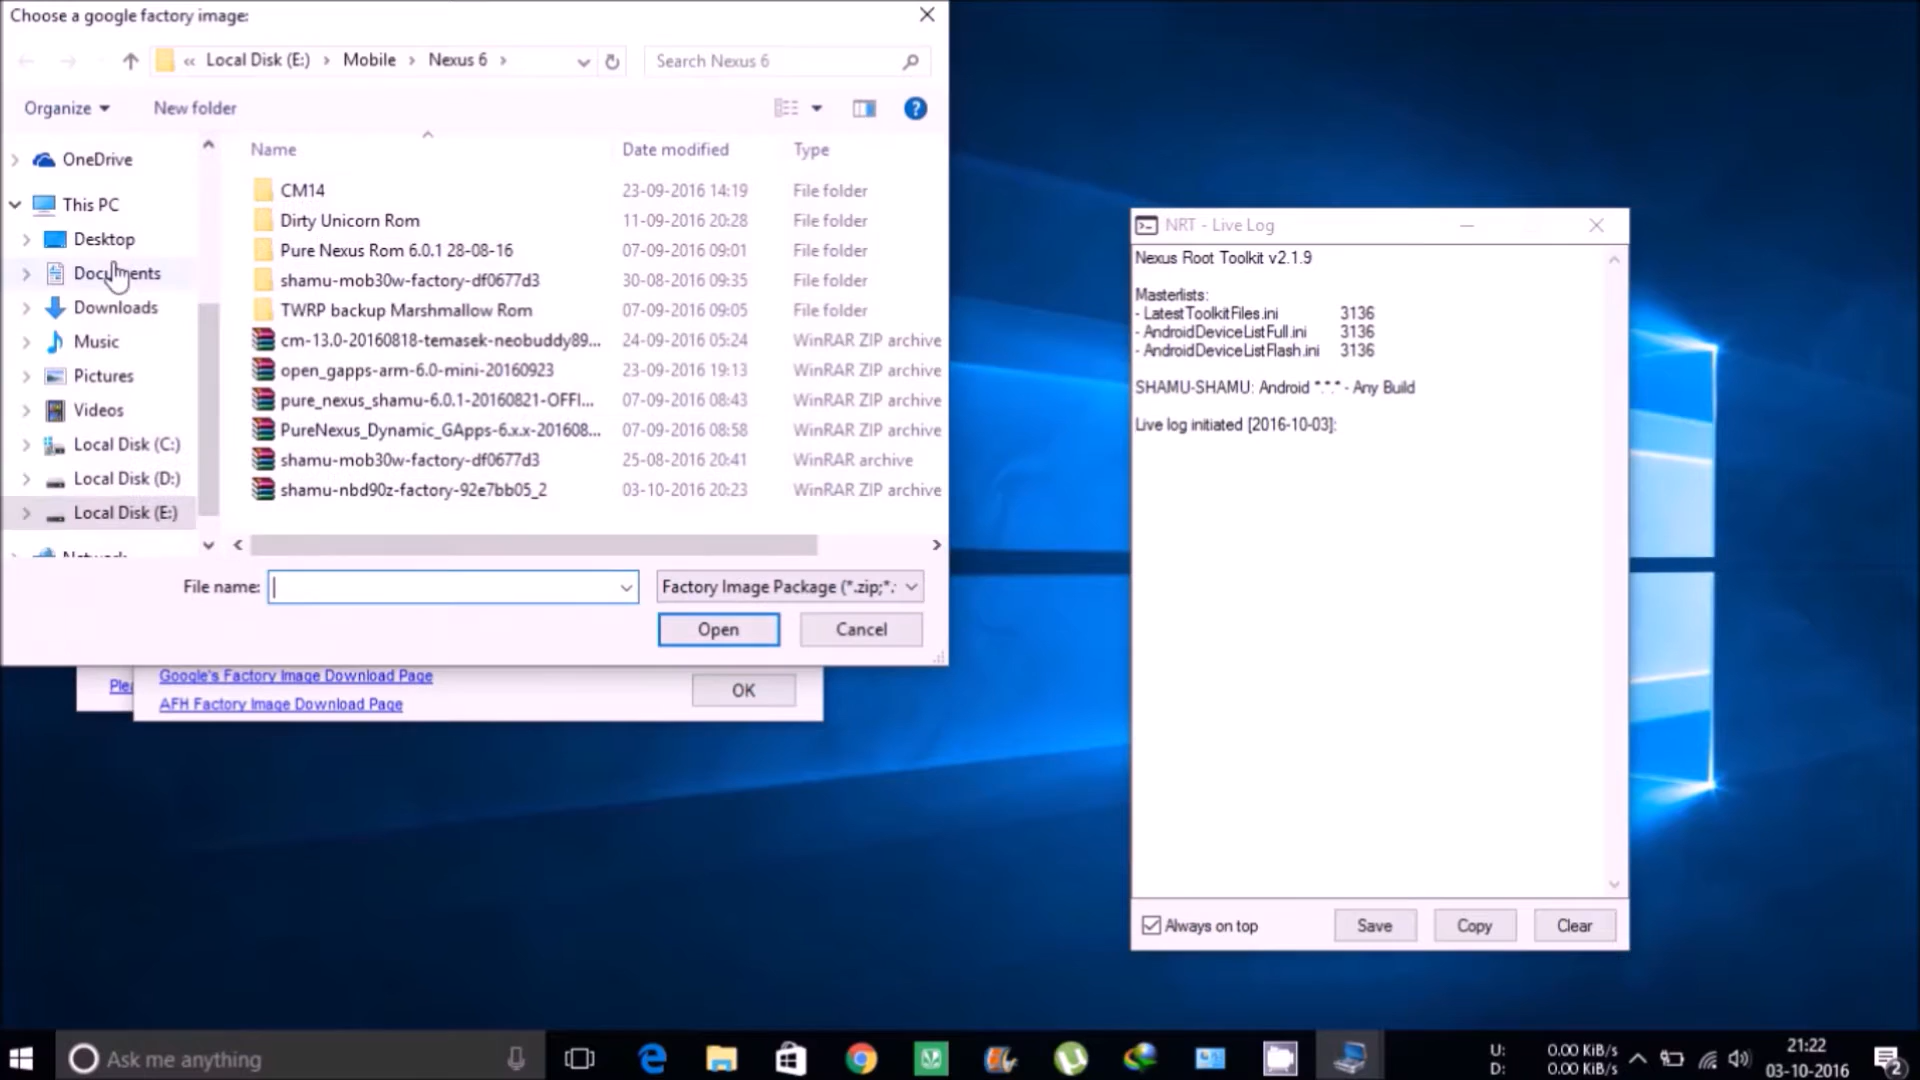 Choose a google factory image:
« Local Disk (E:) › Mobile › Nexus 6 ›
Search Nexus 6
Organize
New folder
Name
Date modified
Type
OneDrive
This PC
Desktop
Documents
Downloads
Music
Pictures
Videos
Local Disk (C:)
Local Disk (D:)
Local Disk (E:)
Network
CM14 23-09-2016 14:19 File folder
Dirty Unicorn Rom 11-09-2016 20:28 File folder
Pure Nexus Rom 6.0.1 28-08-16 07-09-2016 09:01 File folder
shamu-mob30w-factory-df0677d3 30-08-2016 09:35 File folder
TWRP backup Marshmallow Rom 07-09-2016 09:05 File folder
cm-13.0-20160818-temasek-neobuddy89... 24-09-2016 05:24 WinRAR ZIP archive
open_gapps-arm-6.0-mini-20160923 23-09-2016 19:13 WinRAR ZIP archive
pure_nexus_shamu-6.0.1-20160821-OFFI... 07-09-2016 08:43 WinRAR ZIP archive
PureNexus_Dynamic_GApps-6.x.x-201608... 07-09-2016 08:58 WinRAR ZIP archive
shamu-mob30w-factory-df0677d3 25-08-2016 20:41 WinRAR archive
shamu-nbd90z-factory-92e7bb05_2 03-10-2016 20:23 WinRAR ZIP archive
File name:
Factory Image Package (*.zip;*.
Open
Cancel
Google's Factory Image Download Page
Plea
AFH Factory Image Download Page
OK
NRT - Live Log
Nexus Root Toolkit v2.1.9
Masterlists:
- LatestToolkitFiles.ini 3136
- AndroidDeviceListFull.ini 3136
- AndroidDeviceListFlash.ini 3136
SHAMU-SHAMU: Android *.*.* - Any Build
Live log initiated [2016-10-03]:
Always on top
Save
Copy
Clear
Ask me anything
U: 0.00 KiB/s
D: 0.00 KiB/s
21:22
03-10-2016
2